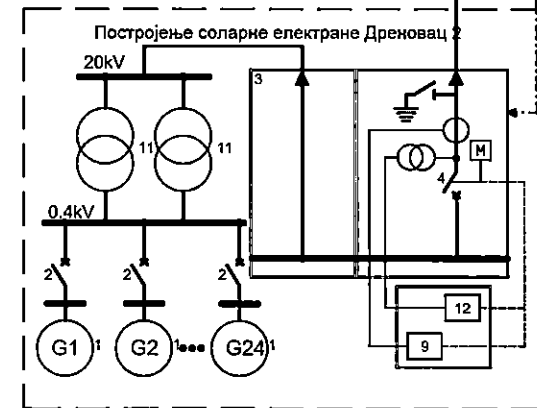 Постројење соларне електране Дреновац 2
20kV
3
11
11
M
4
0,4kV
2
2
2
12
G1 1
G2 1
G24 1
9